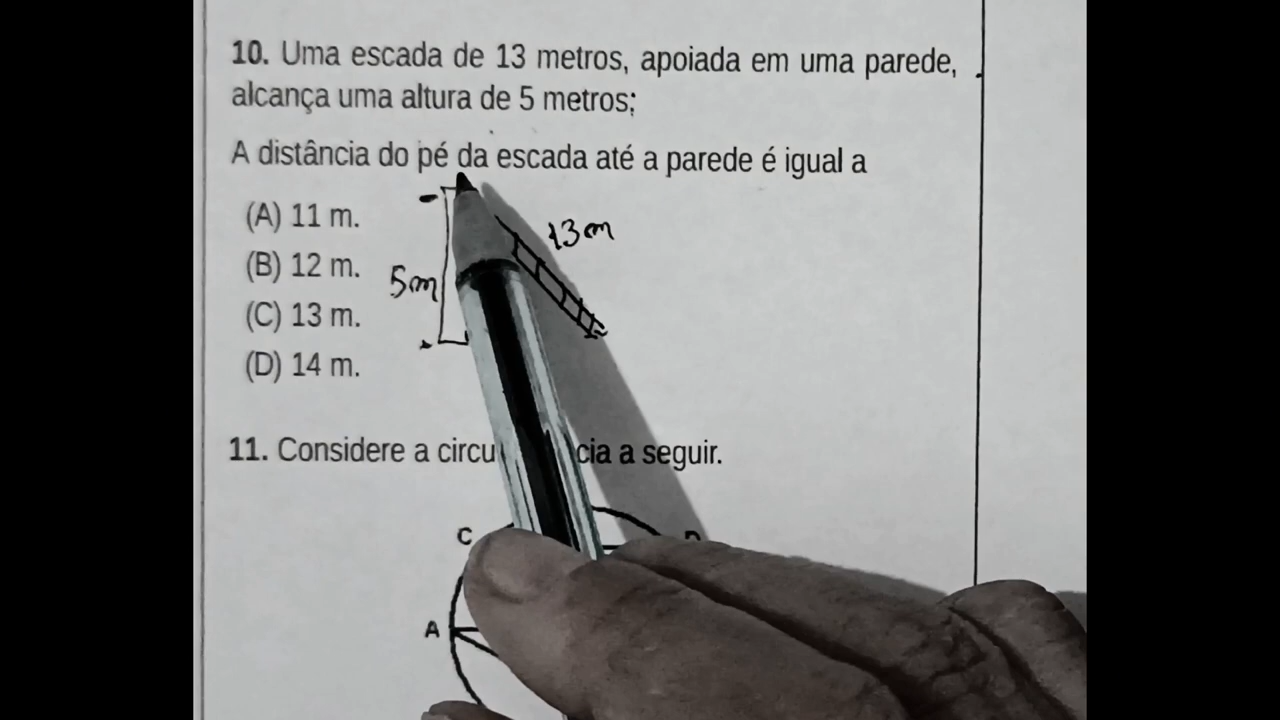 10. Uma escada de 13 metros, apoiada em uma parede,
alcança uma altura de 5 metros;
A distância do pé da escada até a parede é igual a
(A) 11 m.
(B) 12 m.
(C) 13 m.
(D) 14 m.
13m
5m
11. Considere a circu cia a seguir.
C
A